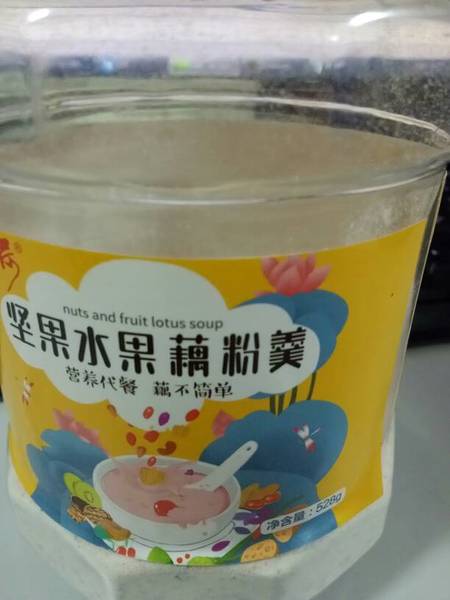 nuts and fruit lotus soup
坚果水果藕粉羹
营养代餐 藕不简单
净含量:528g